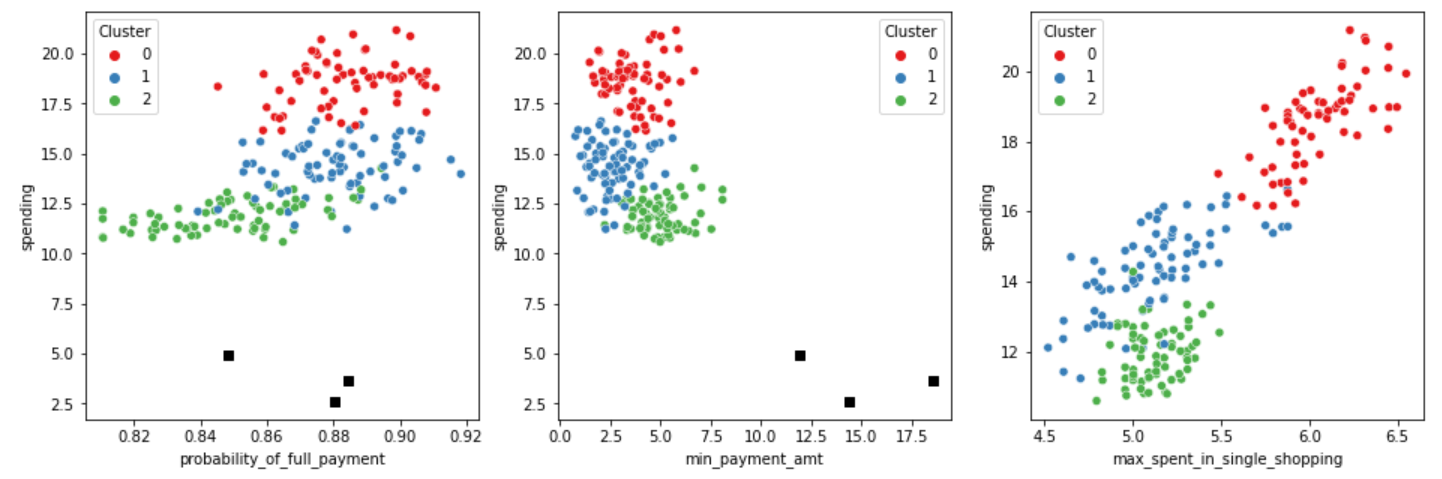 Cluster
0
1
2
20.0
17.5
15.0
12.5
10.0
7.5
5.0
2.5
spending
0.82 0.84 0.86 0.88 0.90 0.92
probability_of_full_payment
Cluster
0
1
2
20.0
17.5
15.0
12.5
10.0
7.5
5.0
2.5
spending
0.0 2.5 5.0 7.5 10.0 12.5 15.0 17.5
min_payment_amt
Cluster
0
1
2
20
18
16
14
12
spending
4.5 5.0 5.5 6.0 6.5
max_spent_in_single_shopping